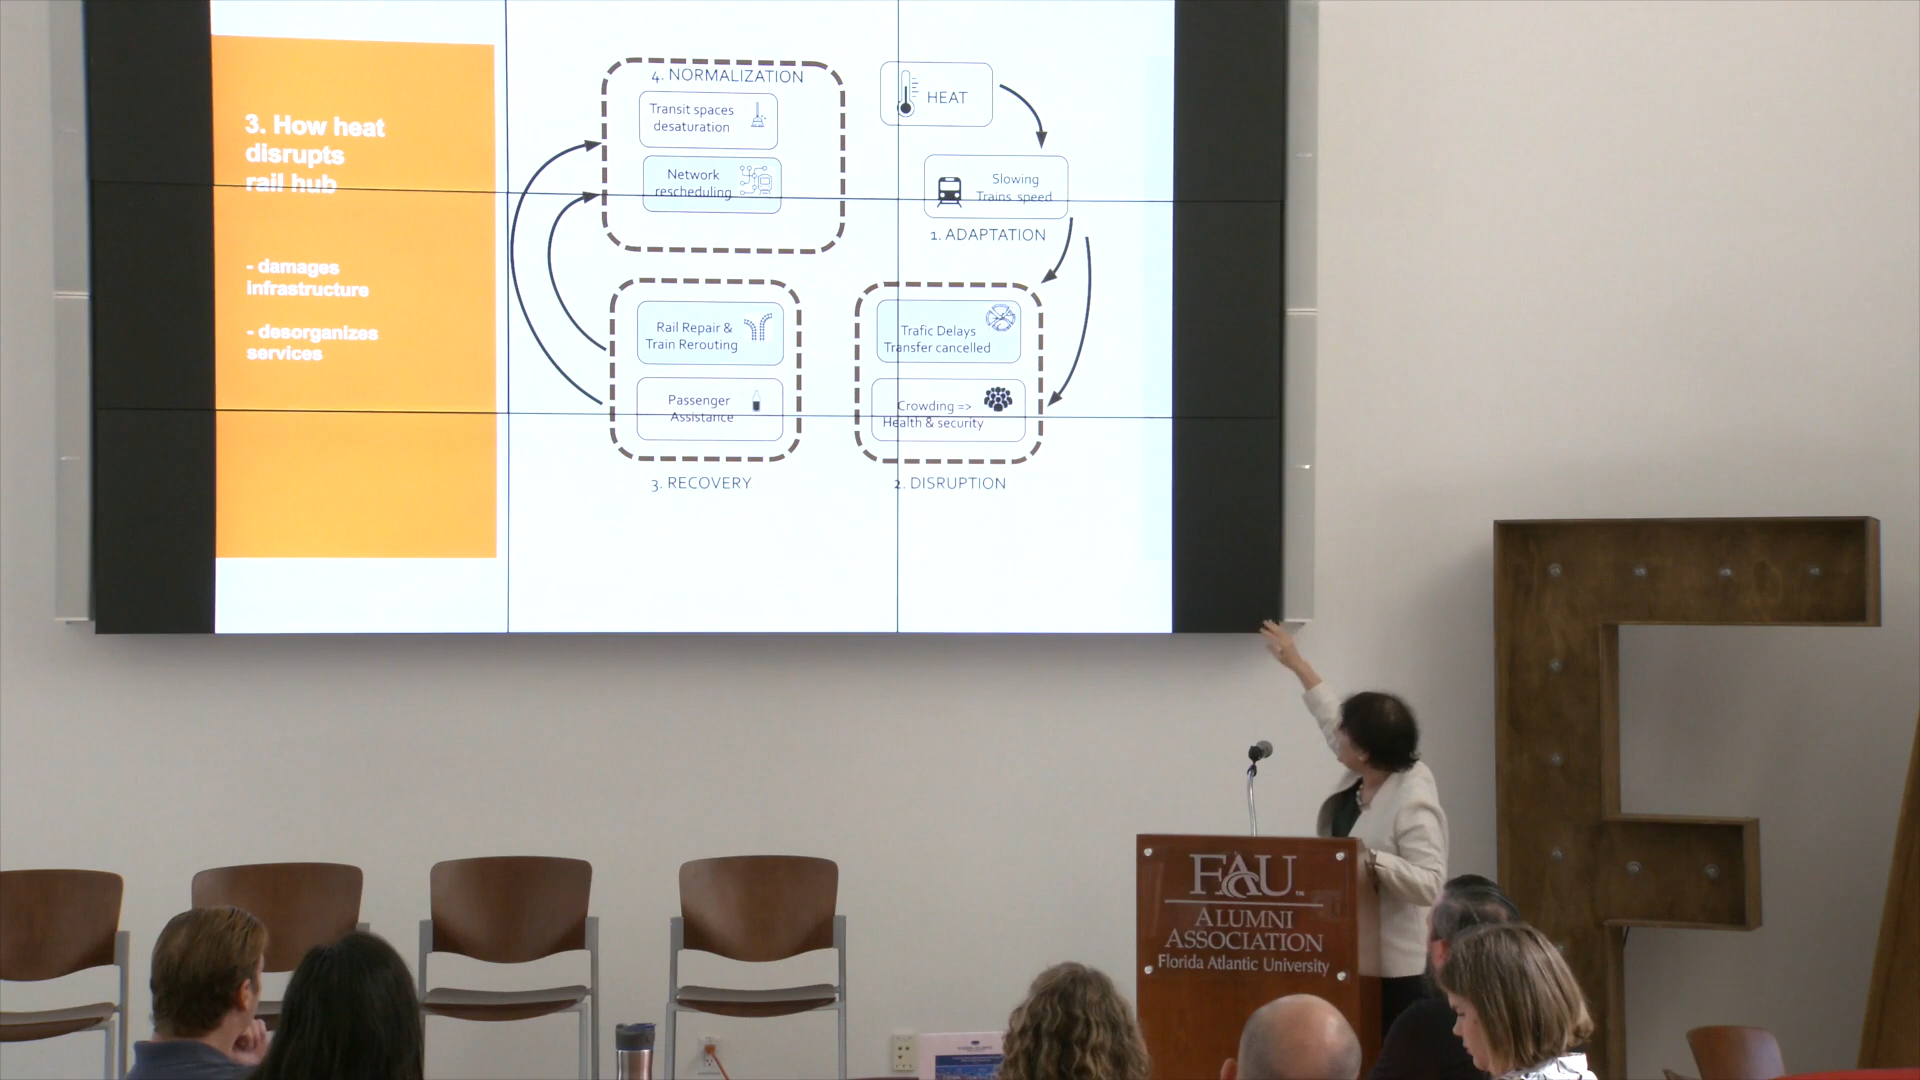 3. How heat
disrupts
rail hub
- damages
infrastructure
- desorganizes
services
4. NORMALIZATION
Transit spaces
desaturation
Network
rescheduling
HEAT
Slowing
Trains speed
1. ADAPTATION
Rail Repair &
Train Rerouting
Passenger
Assistance
3. RECOVERY
Trafic Delays
Transfer cancelled
Crowding =>
Health & security
2. DISRUPTION
FAU
ALUMNI
ASSOCIATION
Florida Atlantic University